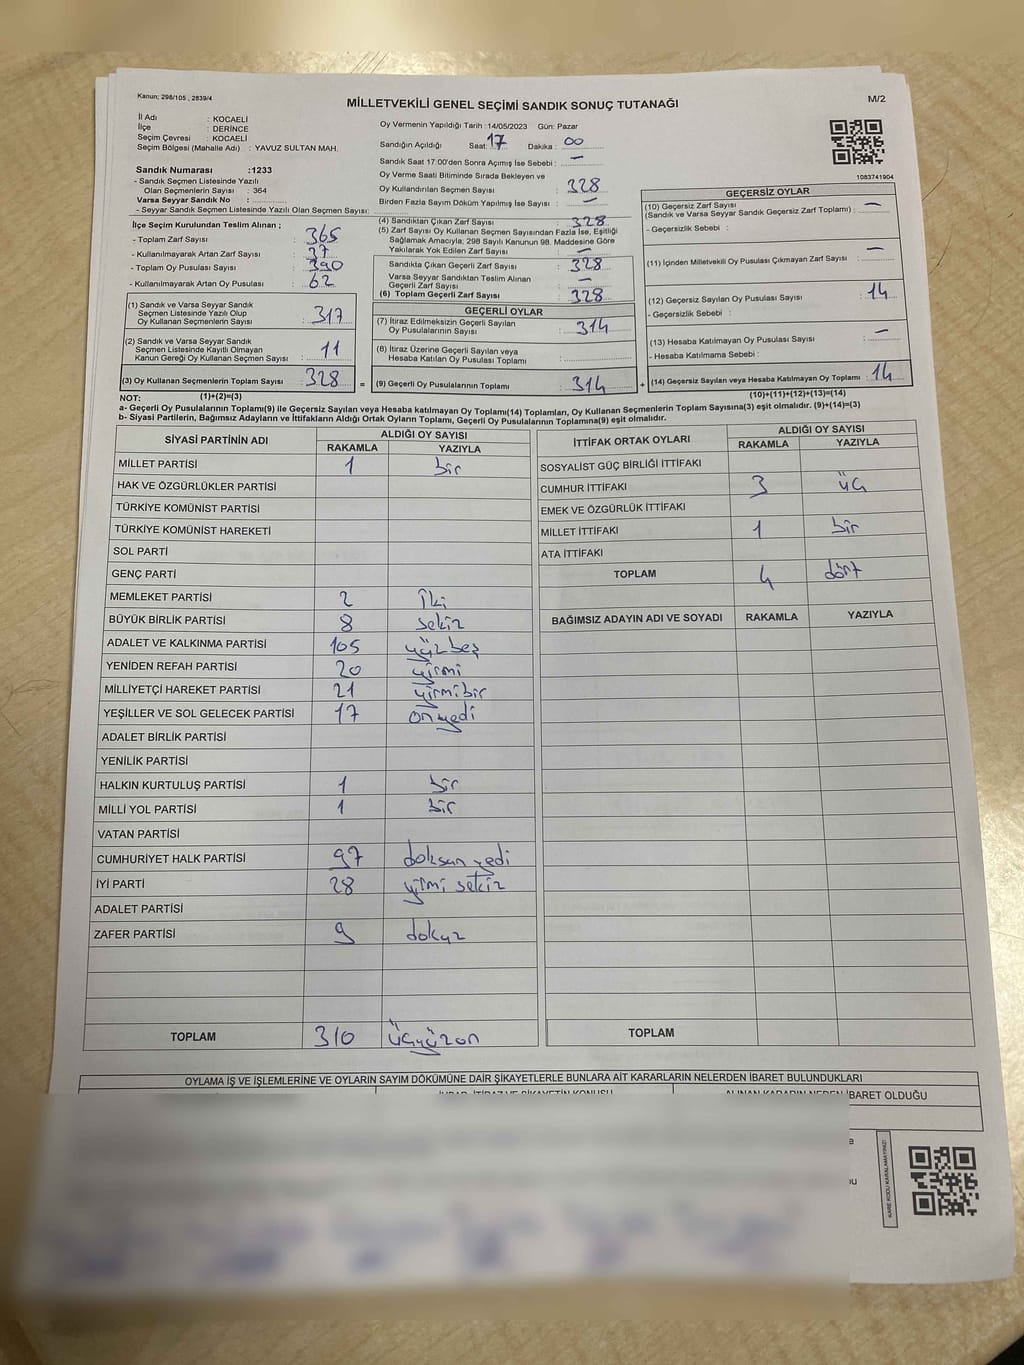 Kanun; 298/105 , 2839/4
MİLLETVEKİLİ GENEL SEÇİMİ SANDIK SONUÇ TUTANAĞI
M/2
İl Adı : KOCAELİ
İlçe : DERİNCE
Seçim Çevresi : KOCAELİ
Seçim Bölgesi (Mahalle Adı) : YAVUZ SULTAN MAH.
Sandık Numarası :1233
- Sandık Seçmen Listesinde Yazılı
Olan Seçmenlerin Sayısı : 364
Varsa Seyyar Sandık No :
- Seyyar Sandık Seçmen Listesinde Yazılı Olan Seçmen Sayısı:
İlçe Seçim Kurulundan Teslim Alınan ;
- Toplam Zarf Sayısı : 365
- Kullanılmayarak Artan Zarf Sayısı : 37
- Toplam Oy Pusulası Sayısı : 390
- Kullanılmayarak Artan Oy Pusulası : 62
(1) Sandık ve Varsa Seyyar Sandık
Seçmen Listesinde Yazılı Olup
Oy Kullanan Seçmenlerin Sayısı : 317
(2) Sandık ve Varsa Seyyar Sandık
Seçmen Listesinde Kayıtlı Olmayan
Kanun Gereği Oy Kullanan Seçmen Sayısı : 11
(3) Oy Kullanan Seçmenlerin Toplam Sayısı : 328
Oy Vermenin Yapıldığı Tarih :14/05/2023 Gün: Pazar
Sandığın Açıldığı Saat: 17 Dakika : 00
Sandık Saat 17.00'den Sonra Açımış İse Sebebi : —
Oy Verme Saati Bitiminde Sırada Bekleyen ve
Oy Kullandırılan Seçmen Sayısı : 328
Birden Fazla Sayım Döküm Yapılmış İse Sayısı : —
(4) Sandıktan Çıkan Zarf Sayısı : 328
(5) Zarf Sayısı Oy Kullanan Seçmen Sayısından Fazla İse, Eşitliği
Sağlamak Amacıyla; 298 Sayılı Kanunun 98. Maddesine Göre
Yakılarak Yok Edilen Zarf Sayısı : —
Sandıkta Çıkan Geçerli Zarf Sayısı : 328
Varsa Seyyar Sandıktan Teslim Alınan
Geçerli Zarf Sayısı : —
(6) Toplam Geçerli Zarf Sayısı : 328
GEÇERLİ OYLAR
(7) İtiraz Edilmeksizin Geçerli Sayılan
Oy Pusulalarının Sayısı : 314
(8) İtiraz Üzerine Geçerli Sayılan veya
Hesaba Katılan Oy Pusulası Toplamı :
= (9) Geçerli Oy Pusulalarının Toplamı : 314
1083741904
GEÇERSİZ OYLAR
(10) Geçersiz Zarf Sayısı
(Sandık ve Varsa Seyyar Sandık Geçersiz Zarf Toplamı) : —
- Geçersizlik Sebebi :
(11) İçinden Milletvekili Oy Pusulası Çıkmayan Zarf Sayısı : —
(12) Geçersiz Sayılan Oy Pusulası Sayısı : 14
- Geçersizlik Sebebi :
(13) Hesaba Katılmayan Oy Pusulası Sayısı : —
- Hesaba Katılmama Sebebi :
+ (14) Geçersiz Sayılan veya Hesaba Katılmayan Oy Toplamı : 14
NOT: (1)+(2)=(3) (10)+(11)+(12)+(13)=(14)
a- Geçerli Oy Pusulalarının Toplamı(9) ile Geçersiz Sayılan veya Hesaba katılmayan Oy Toplamı(14) Toplamları, Oy Kullanan Seçmenlerin Toplam Sayısına(3) eşit olmalıdır. (9)+(14)=(3)
b- Siyasi Partilerin, Bağımsız Adayların ve İttifakların Aldığı Ortak Oyların Toplamı, Geçerli Oy Pusulalarının Toplamına(9) eşit olmalıdır.
SİYASİ PARTİNİN ADI ALDIĞI OY SAYISI
RAKAMLA YAZIYLA
MİLLET PARTİSİ 1 bir
HAK VE ÖZGÜRLÜKLER PARTİSİ
TÜRKİYE KOMÜNİST PARTİSİ
TÜRKİYE KOMÜNİST HAREKETİ
SOL PARTİ
GENÇ PARTİ
MEMLEKET PARTİSİ 2 iki
BÜYÜK BİRLİK PARTİSİ 8 sekiz
ADALET VE KALKINMA PARTİSİ 105 yüzbeş
YENİDEN REFAH PARTİSİ 20 yirmi
MİLLİYETÇİ HAREKET PARTİSİ 21 yirmibir
YEŞİLLER VE SOL GELECEK PARTİSİ 17 onyedi
ADALET BİRLİK PARTİSİ
YENİLİK PARTİSİ
HALKIN KURTULUŞ PARTİSİ 1 bir
MİLLİ YOL PARTİSİ 1 bir
VATAN PARTİSİ
CUMHURİYET HALK PARTİSİ 97 doksan yedi
İYİ PARTİ 28 yirmi sekiz
ADALET PARTİSİ
ZAFER PARTİSİ 9 dokuz
TOPLAM 310 üçyüzon
İTTİFAK ORTAK OYLARI ALDIĞI OY SAYISI
RAKAMLA YAZIYLA
SOSYALİST GÜÇ BİRLİĞİ İTTİFAKI
CUMHUR İTTİFAKI 3 üç
EMEK VE ÖZGÜRLÜK İTTİFAKI
MİLLET İTTİFAKI 1 bir
ATA İTTİFAKI
TOPLAM 4 dört
BAĞIMSIZ ADAYIN ADI VE SOYADI RAKAMLA YAZIYLA
TOPLAM
OYLAMA İŞ VE İŞLEMLERİNE VE OYLARIN SAYIM DÖKÜMÜNE DAİR ŞİKAYETLERLE BUNLARA AİT KARARLARIN NELERDEN İBARET BULUNDUKLARI
İBARET OLDUĞU
KARE KODU KARALAMAYINIZ!